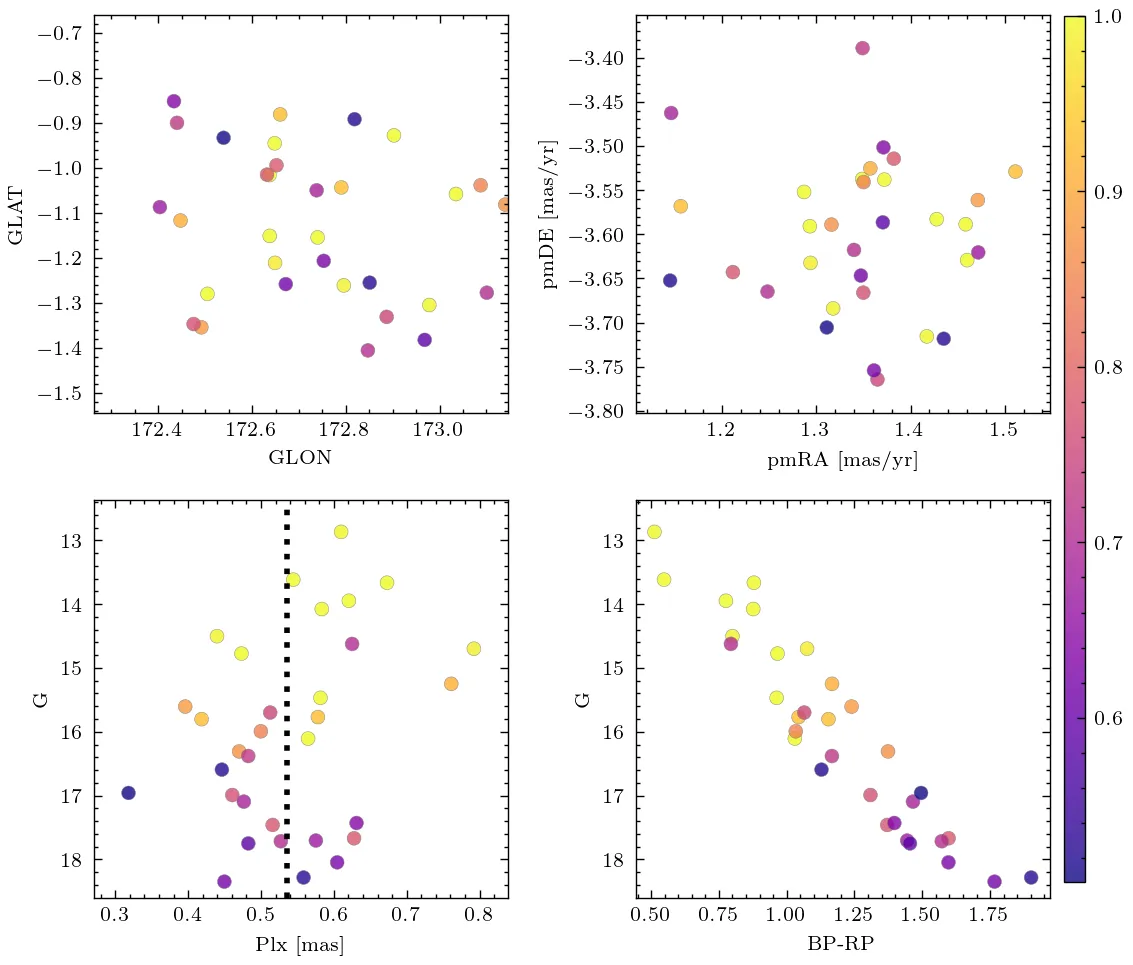 −0.7
−0.8
−0.9
−1.0
−1.1
−1.2
−1.3
−1.4
−1.5
GLAT
172.4 172.6 172.8 173.0
GLON
−3.40
−3.45
−3.50
−3.55
−3.60
−3.65
−3.70
−3.75
−3.80
pmDE [mas/yr]
1.2 1.3 1.4 1.5
pmRA [mas/yr]
1.0
0.9
0.8
0.7
0.6
13
14
15
16
17
18
G
0.3 0.4 0.5 0.6 0.7 0.8
Plx [mas]
13
14
15
16
17
18
G
0.50 0.75 1.00 1.25 1.50 1.75
BP-RP